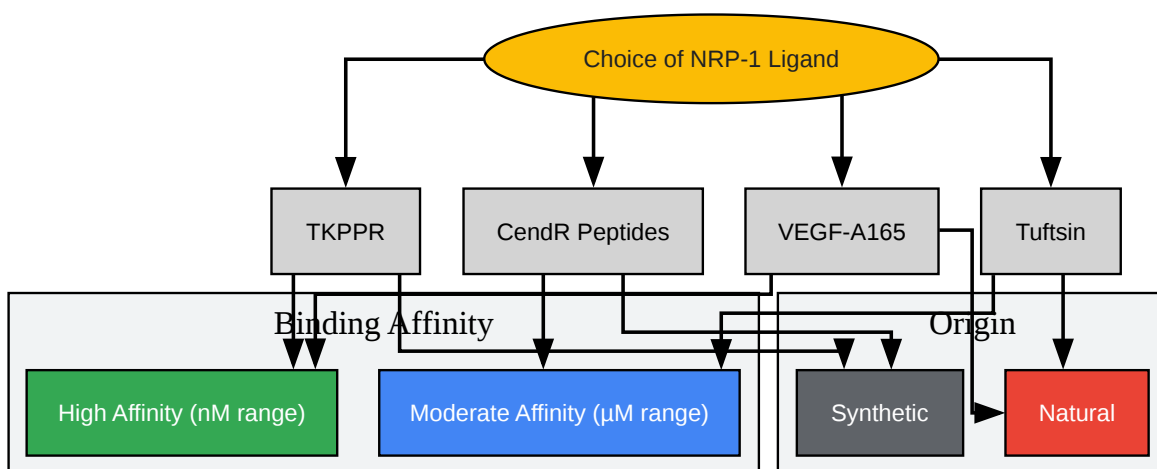 Choice of NRP-1 Ligand
TKPPR
CendR Peptides
VEGF-A165
Tuftsin
Binding Affinity
Origin
High Affinity (nM range)
Moderate Affinity (µM range)
Synthetic
Natural